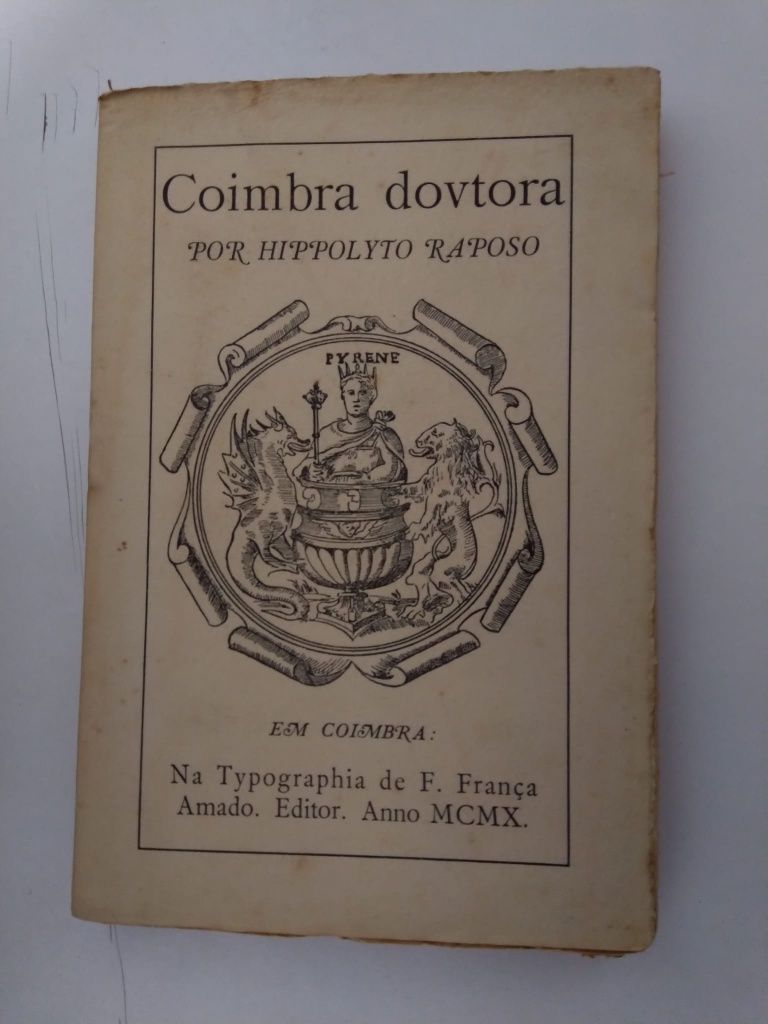 Coimbra dovtora
POR HIPPOLYTO RAPOSO
PYRENE
EM COIMBRA:
Na Typographia de F. França
Amado. Editor. Anno MCMX.